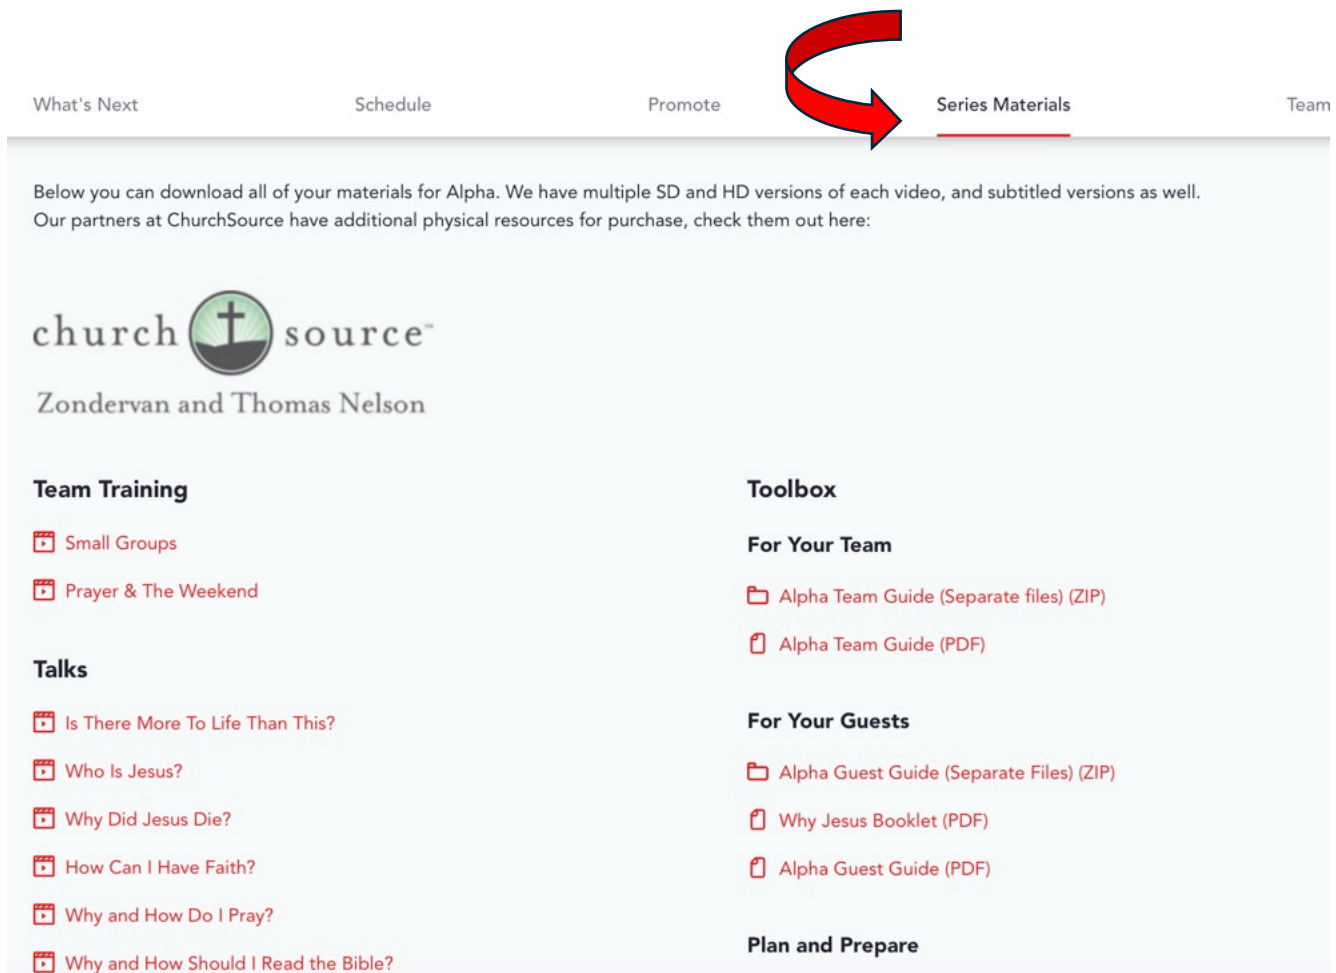 What's Next
Schedule
Promote
Series Materials
Team
Below you can download all of your materials for Alpha. We have multiple SD and HD versions of each video, and subtitled versions as well.
Our partners at ChurchSource have additional physical resources for purchase, check them out here:
church source™
Zondervan and Thomas Nelson
Team Training
Small Groups
Prayer & The Weekend
Talks
Is There More To Life Than This?
Who Is Jesus?
Why Did Jesus Die?
How Can I Have Faith?
Why and How Do I Pray?
Why and How Should I Read the Bible?
Toolbox
For Your Team
Alpha Team Guide (Separate files) (ZIP)
Alpha Team Guide (PDF)
For Your Guests
Alpha Guest Guide (Separate Files) (ZIP)
Why Jesus Booklet (PDF)
Alpha Guest Guide (PDF)
Plan and Prepare